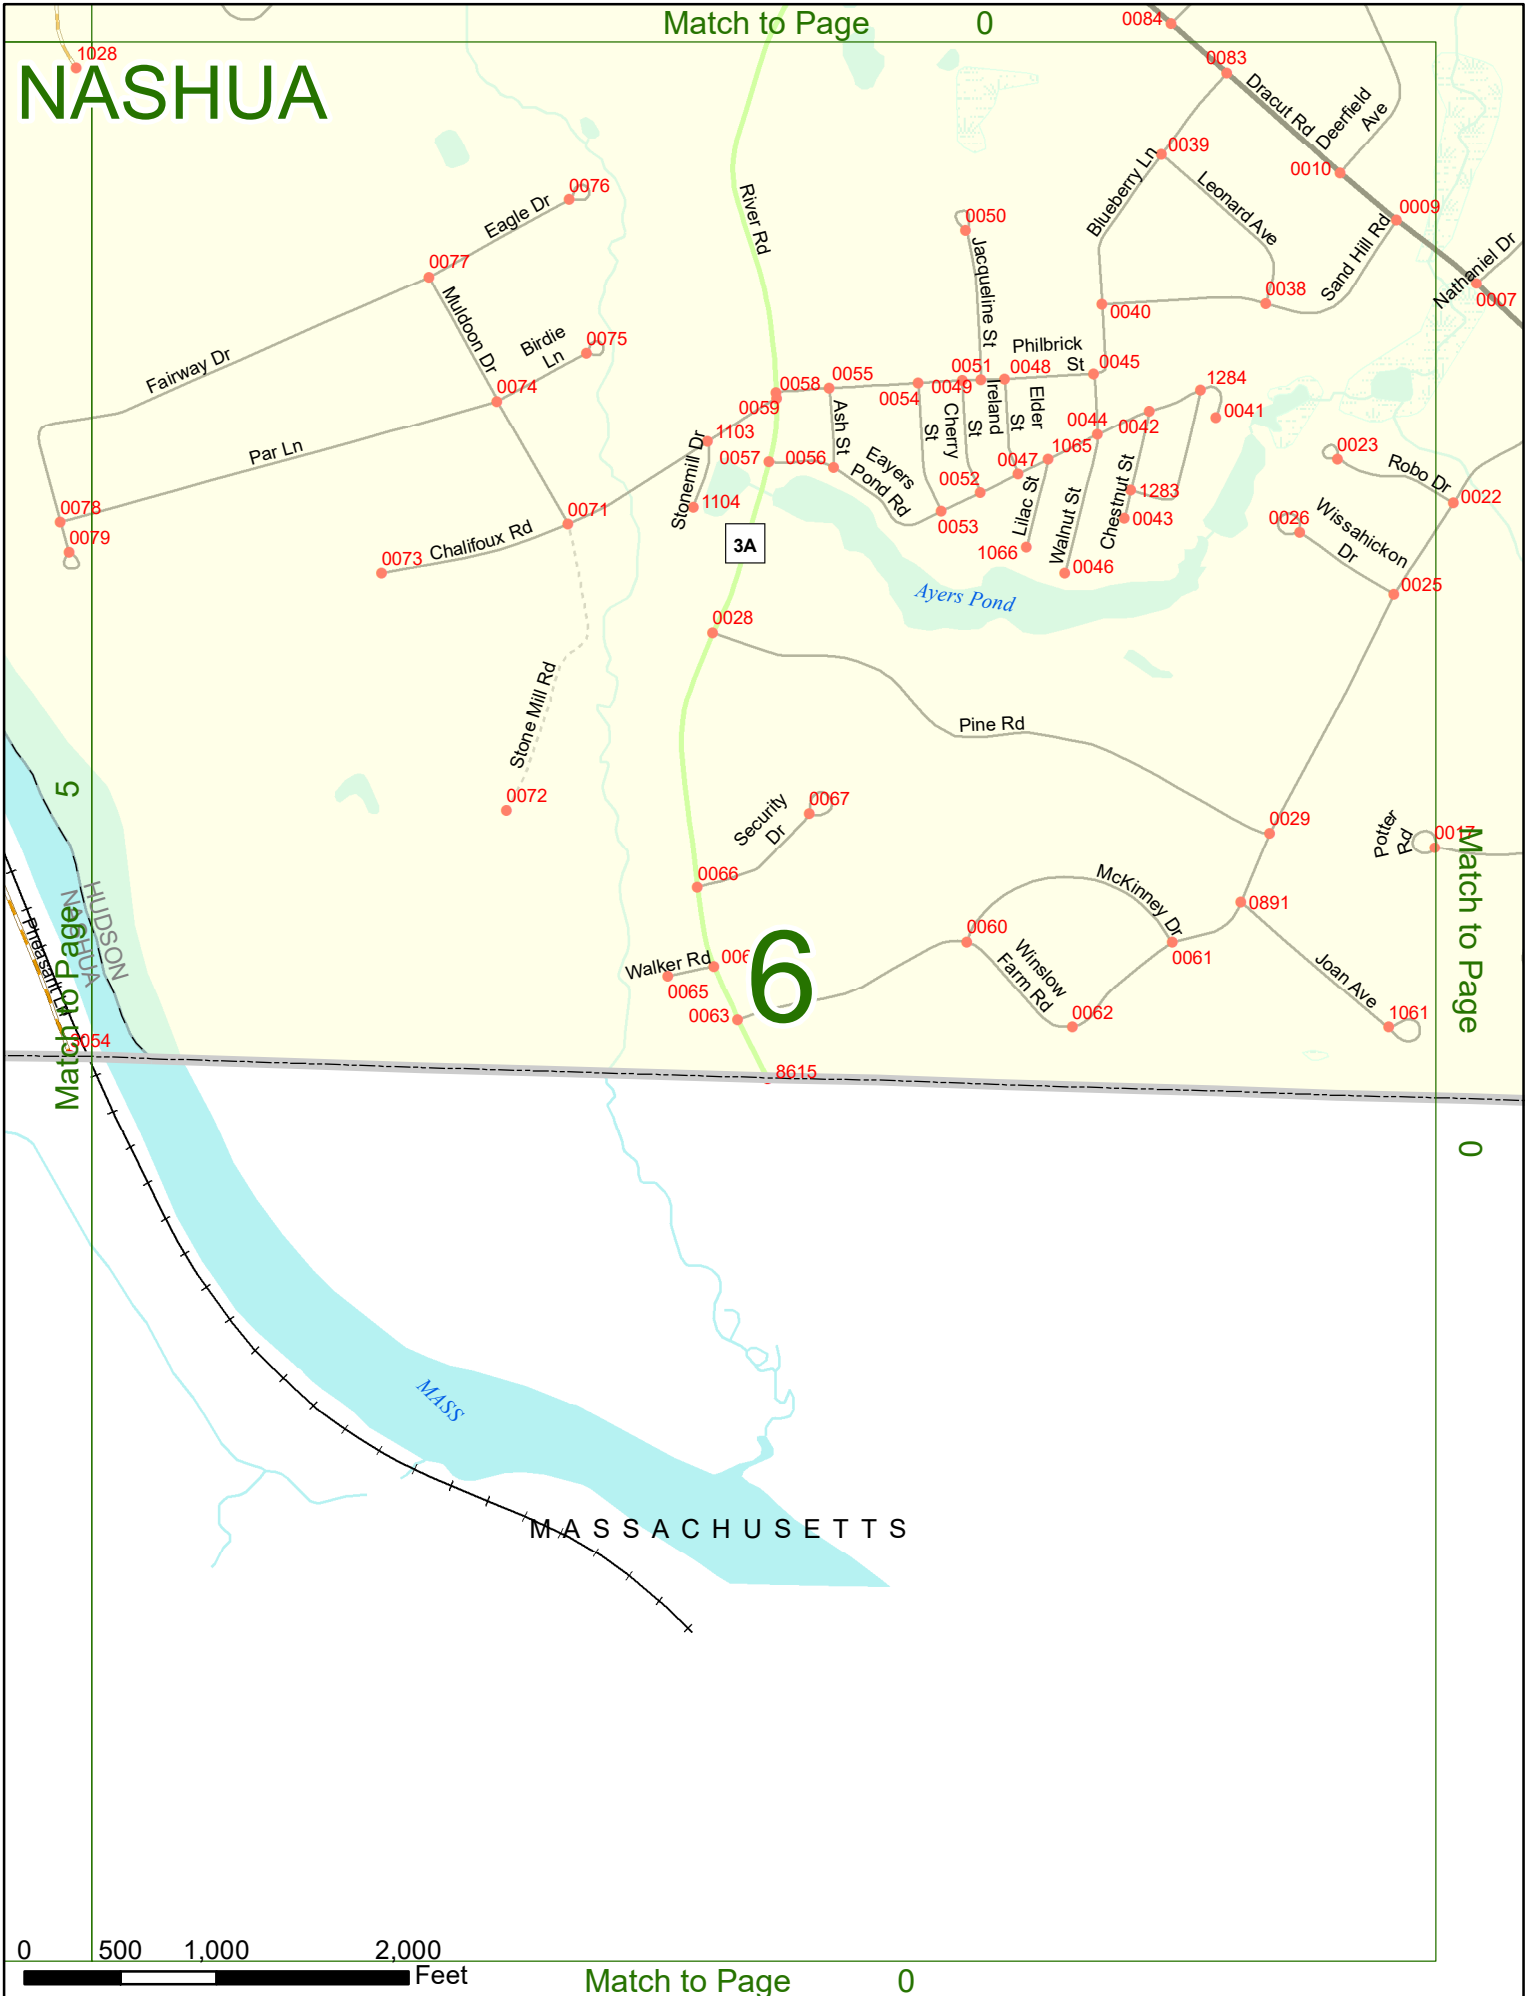 Match to Page 0
0084
1028
NASHUA
0083
Dracut Rd
Deerfield
Ave
0039
0010
Blueberry Ln
Leonard Ave
0076
Eagle Dr
River Rd
0050
0009
Sand Hill Rd
Nathaniel Dr
0007
0077
Muldoon Dr
Jacqueline St
0040
0038
Birdie
Ln
0075
Fairway Dr
Philbrick
St
0045
0074
0058
0055
0059
0054
0049
0051
0048
1284
0041
Ash St
Cherry
St
Ireland
St
Elder
St
0044
0042
1103
Stonemill Dr
0057
0056
Eayers
Pond Rd
0047
1065
0052
0023
Robo Dr
0022
Par Ln
0078
0079
0071
1104
0053
Lilac St
Walnut St
Chestnut St
1283
0043
0026
Wissahickon
Dr
Chalifoux Rd
0073
3A
1066
0046
0025
Ayers Pond
0028
Stone Mill Rd
Pine Rd
5
0072
Security
Dr
0067
0029
Potter
Rd
0017
Match to Page
0066
McKinney Dr
0891
HUDSON
NASHUA
Pheasant Ln
Match to Page
0060
Winslow
Farm Rd
0061
Walker Rd
0065
6
Joan Ave
0063
0062
1061
3054
8615
0
MASS
MASSACHUSETTS
0 500 1,000 2,000
Feet
Match to Page 0